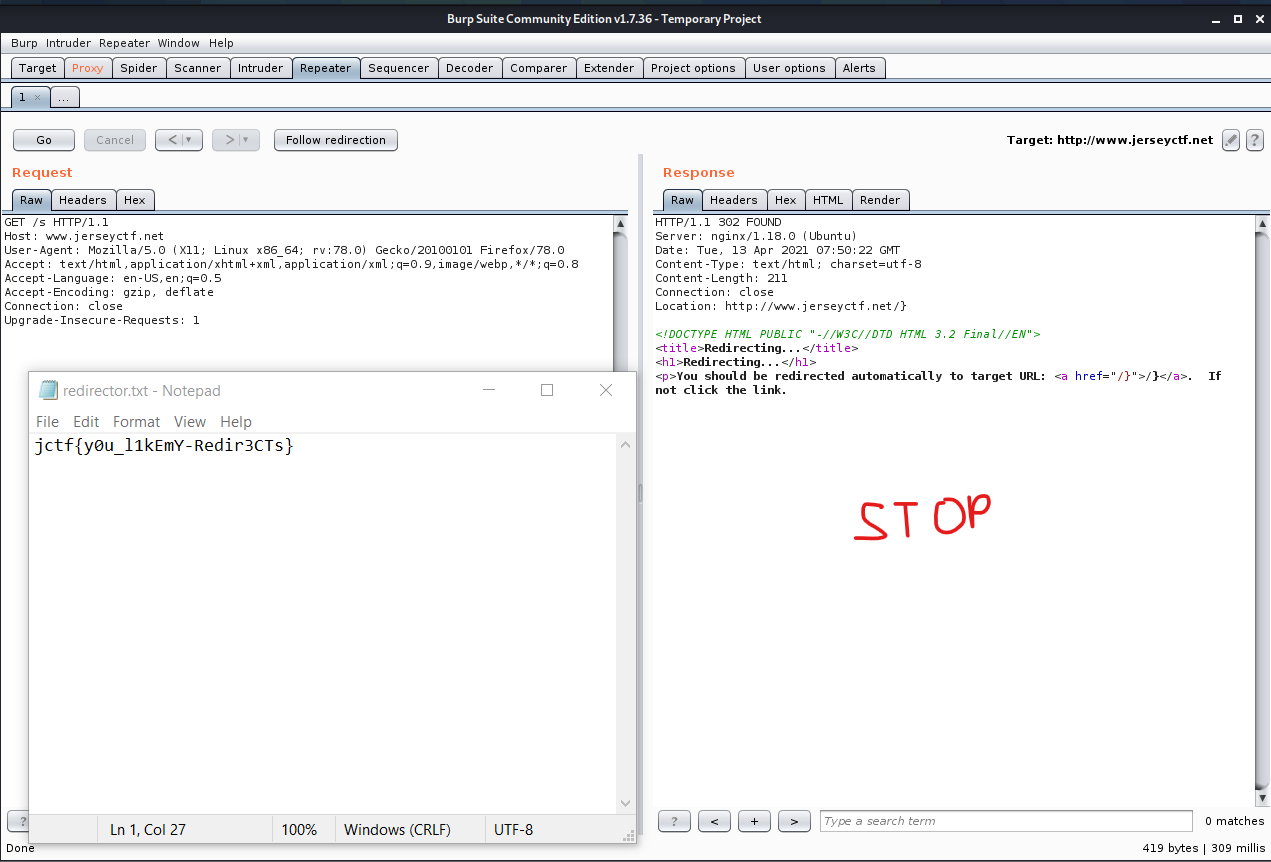 Burp Suite Community Edition v1.7.36 - Temporary Project
Burp Intruder Repeater Window Help
Target Proxy Spider Scanner Intruder Repeater Sequencer Decoder Comparer Extender Project options User options Alerts
1 × ...
Go Cancel < ▼ > ▼ Follow redirection
Target: http://www.jerseyctf.net ?
Request
Raw Headers Hex
GET /s HTTP/1.1
Host: www.jerseyctf.net
User-Agent: Mozilla/5.0 (X11; Linux x86_64; rv:78.0) Gecko/20100101 Firefox/78.0
Accept: text/html,application/xhtml+xml,application/xml;q=0.9,image/webp,*/*;q=0.8
Accept-Language: en-US,en;q=0.5
Accept-Encoding: gzip, deflate
Connection: close
Upgrade-Insecure-Requests: 1
redirector.txt - Notepad
File Edit Format View Help
jctf{y0u_l1kEmY-Redir3CTs}
Ln 1, Col 27 100% Windows (CRLF) UTF-8
?
Done
Response
Raw Headers Hex HTML Render
HTTP/1.1 302 FOUND
Server: nginx/1.18.0 (Ubuntu)
Date: Tue, 13 Apr 2021 07:50:22 GMT
Content-Type: text/html; charset=utf-8
Content-Length: 211
Connection: close
Location: http://www.jerseyctf.net/}
<!DOCTYPE HTML PUBLIC "-//W3C//DTD HTML 3.2 Final//EN">
<title>Redirecting...</title>
<h1>Redirecting...</h1>
<p>You should be redirected automatically to target URL: <a href="/}">/}</a>.  If
not click the link.
STOP
? < + > Type a search term 0 matches
419 bytes | 309 millis